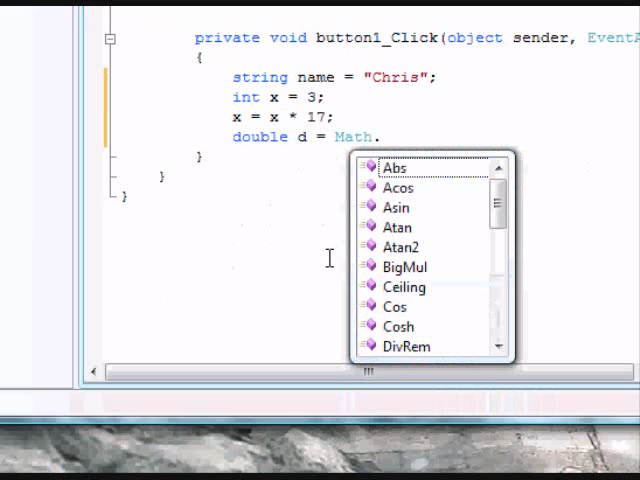 private void button1_Click(object sender, EventA
{
string name = "Chris";
int x = 3;
x = x * 17;
double d = Math.
}
}
}
Abs
Acos
Asin
Atan
Atan2
BigMul
Ceiling
Cos
Cosh
DivRem